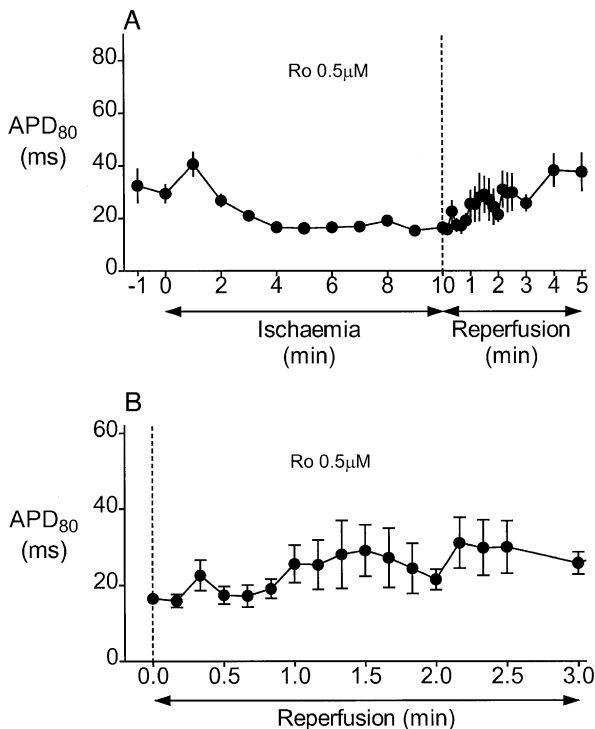 A
80
60
40
20
0
APD80
(ms)
Ro 0.5μM
-1 0 2 4 6 8 10 1 2 3 4 5
Ischaemia
(min)
Reperfusion
(min)
B
60
40
20
0
APD80
(ms)
Ro 0.5μM
0.0 0.5 1.0 1.5 2.0 2.5 3.0
Reperfusion (min)